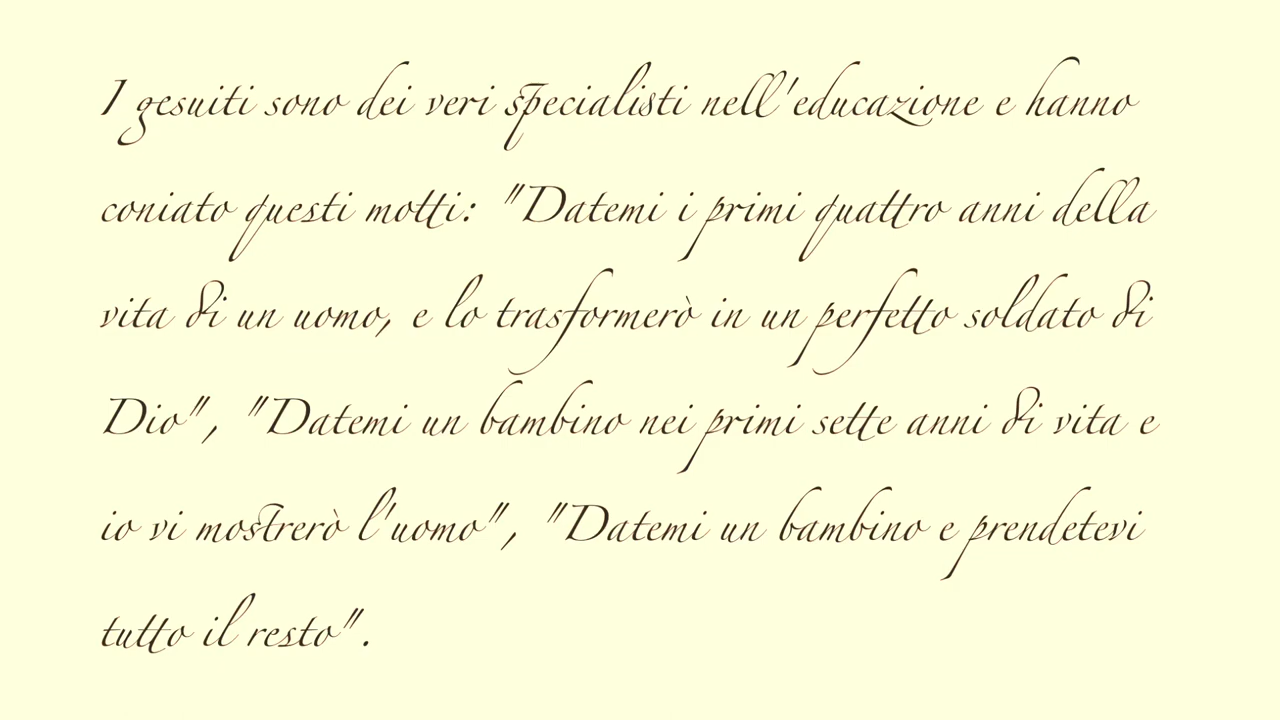 I gesuiti sono dei veri specialisti nell'educazione e hanno
coniato questi motti: "Datemi i primi quattro anni della
vita di un uomo, e lo trasformerò in un perfetto soldato di
Dio", "Datemi un bambino nei primi sette anni di vita e
io vi mostrerò l'uomo", "Datemi un bambino e prendetevi
tutto il resto".